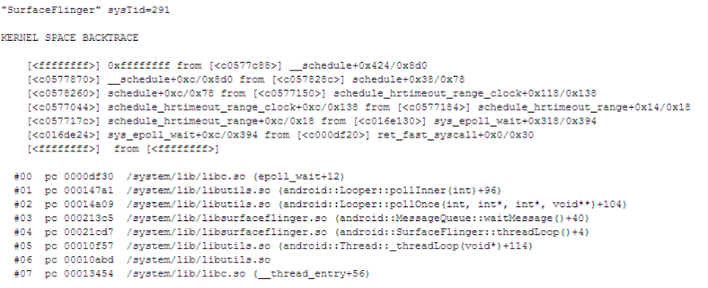 "SurfaceFlinger" sysTid=291
KERNEL SPACE BACKTRACE
[<ffffffff>] 0xffffffff from [<c0577c88>] __schedule+0x424/0x8d0
[<c0577870>] __schedule+0xc/0x8d0 from [<c057828c>] schedule+0x38/0x78
[<c0578260>] schedule+0xc/0x78 from [<c0577150>] schedule_hrtimeout_range_clock+0x118/0x138
[<c0577044>] schedule_hrtimeout_range_clock+0xc/0x138 from [<c0577184>] schedule_hrtimeout_range+0x14/0x18
[<c057717c>] schedule_hrtimeout_range+0xc/0x18 from [<c016e130>] sys_epoll_wait+0x318/0x394
[<c016de24>] sys_epoll_wait+0xc/0x394 from [<c000df20>] ret_fast_syscall+0x0/0x30
[<ffffffff>]  from [<ffffffff>]
#00  pc 0000df30  /system/lib/libc.so (epoll_wait+12)
#01  pc 000147a1  /system/lib/libutils.so (android::Looper::pollInner(int)+96)
#02  pc 00014a09  /system/lib/libutils.so (android::Looper::pollOnce(int, int*, int*, void**)+104)
#03  pc 000213c5  /system/lib/libsurfaceflinger.so (android::MessageQueue::waitMessage()+40)
#04  pc 00021cd7  /system/lib/libsurfaceflinger.so (android::SurfaceFlinger::threadLoop()+4)
#05  pc 00010f57  /system/lib/libutils.so (android::Thread::_threadLoop(void*)+114)
#06  pc 00010abd  /system/lib/libutils.so
#07  pc 00013454  /system/lib/libc.so (__thread_entry+56)